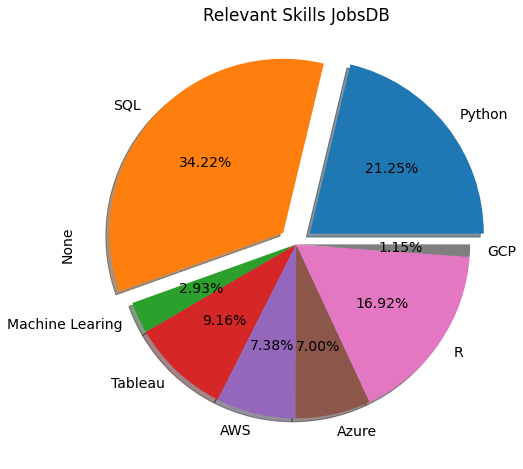 Relevant Skills JobsDB
SQL
Python
34.22%
21.25%
None
1.15%
GCP
2.93%
16.92%
Machine Learing
9.16%
7.38%
7.00%
R
Tableau
AWS
Azure